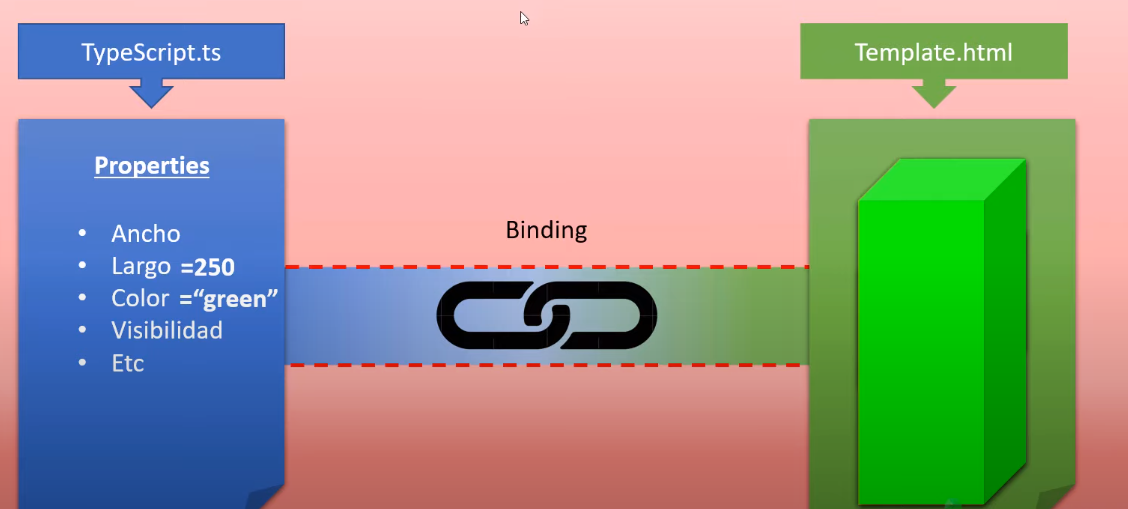 TypeScript.ts
Template.html
Properties
• Ancho
• Largo =250
• Color =“green”
• Visibilidad
• Etc
Binding